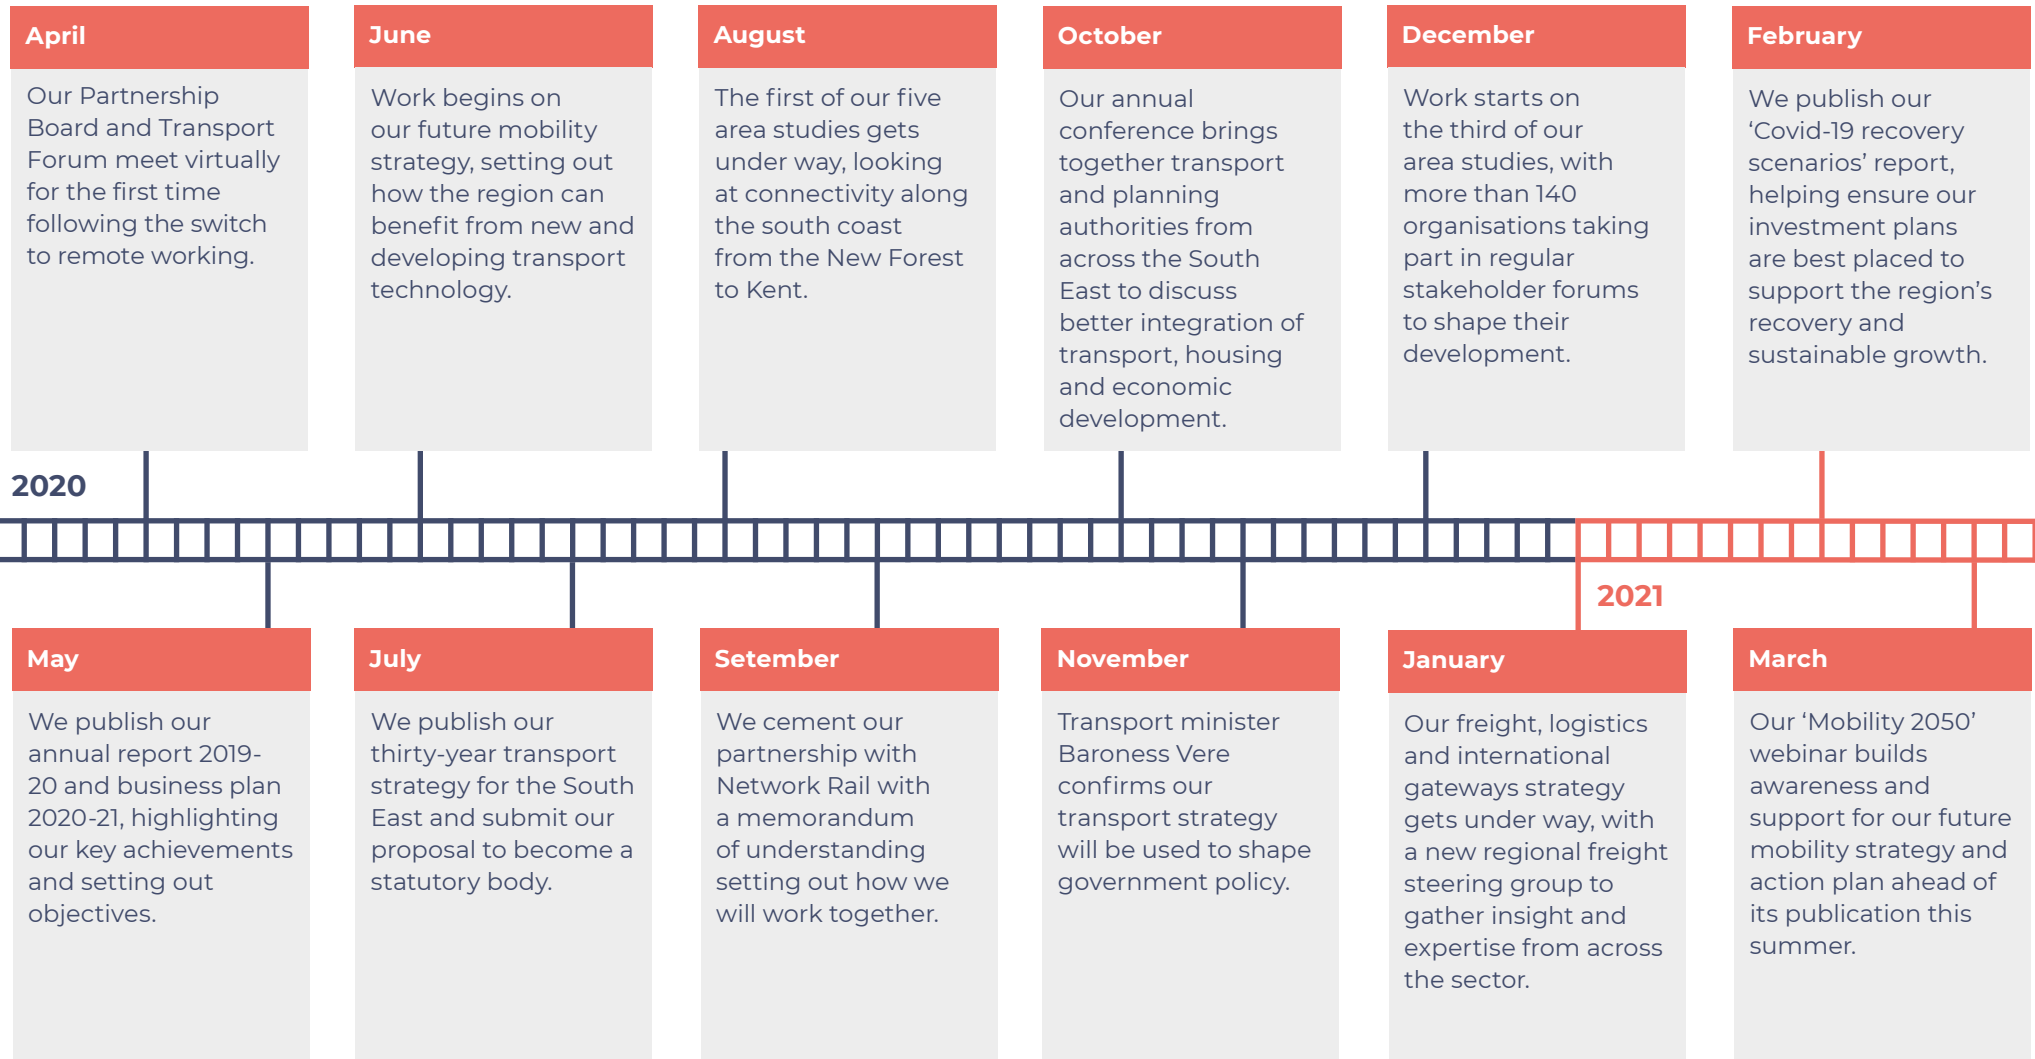 April
Our Partnership
Board and Transport
Forum meet virtually
for the first time
following the switch
to remote working.
June
Work begins on
our future mobility
strategy, setting out
how the region can
benefit from new and
developing transport
technology.
August
The first of our five
area studies gets
under way, looking
at connectivity along
the south coast
from the New Forest
to Kent.
October
Our annual
conference brings
together transport
and planning
authorities from
across the South
East to discuss
better integration of
transport, housing
and economic
development.
December
Work starts on
the third of our
area studies, with
more than 140
organisations taking
part in regular
stakeholder forums
to shape their
development.
February
We publish our
‘Covid-19 recovery
scenarios’ report,
helping ensure our
investment plans
are best placed to
support the region’s
recovery and
sustainable growth.
2020
2021
May
We publish our
annual report 2019-
20 and business plan
2020-21, highlighting
our key achievements
and setting out
objectives.
July
We publish our
thirty-year transport
strategy for the South
East and submit our
proposal to become a
statutory body.
Setember
We cement our
partnership with
Network Rail with
a memorandum
of understanding
setting out how we
will work together.
November
Transport minister
Baroness Vere
confirms our
transport strategy
will be used to shape
government policy.
January
Our freight, logistics
and international
gateways strategy
gets under way, with
a new regional freight
steering group to
gather insight and
expertise from across
the sector.
March
Our ‘Mobility 2050’
webinar builds
awareness and
support for our future
mobility strategy and
action plan ahead of
its publication this
summer.